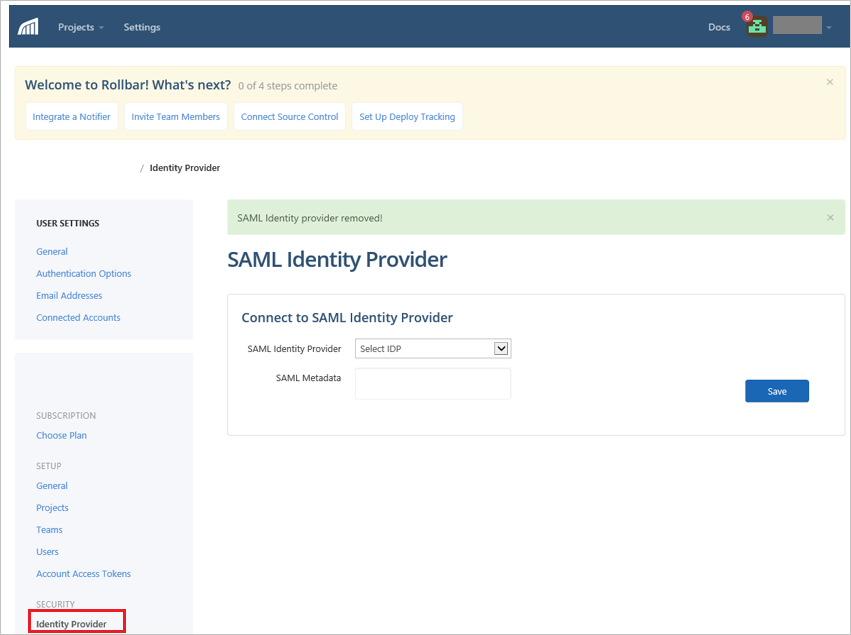 Projects
Settings
Docs
6
Welcome to Rollbar! What's next? 0 of 4 steps complete
Integrate a Notifier
Invite Team Members
Connect Source Control
Set Up Deploy Tracking
/ Identity Provider
USER SETTINGS
General
Authentication Options
Email Addresses
Connected Accounts
SUBSCRIPTION
Choose Plan
SETUP
General
Projects
Teams
Users
Account Access Tokens
SECURITY
Identity Provider
SAML Identity provider removed!
SAML Identity Provider
Connect to SAML Identity Provider
SAML Identity Provider Select IDP
SAML Metadata
Save